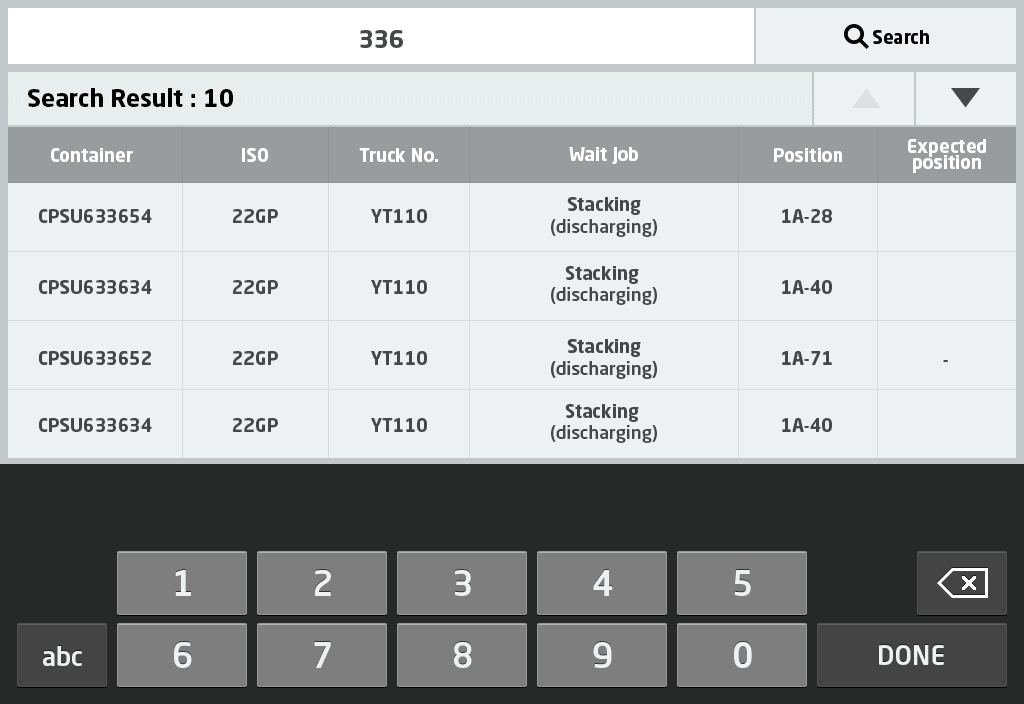 336
Search
Search Result : 10
Container ISO Truck No. Wait Job Position Expected position
CPSU633654 22GP YT110 Stacking (discharging) 1A-28
CPSU633634 22GP YT110 Stacking (discharging) 1A-40
CPSU633652 22GP YT110 Stacking (discharging) 1A-71 -
CPSU633634 22GP YT110 Stacking (discharging) 1A-40
1 2 3 4 5
abc 6 7 8 9 0 DONE